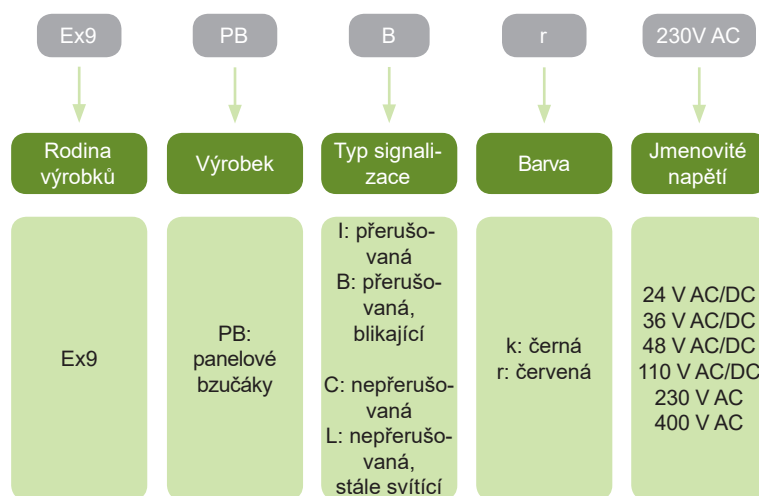 Ex9
PB
B
r
230V AC
Rodina
výrobků
Výrobek
Typ signali-
zace
Barva
Jmenovité
napětí
Ex9
PB:
panelové
bzučáky
I: přerušo-
vaná
B: přerušo-
vaná,
blikající
C: nepřerušo-
vaná
L: nepřerušo-
vaná,
stále svítící
k: černá
r: červená
24 V AC/DC
36 V AC/DC
48 V AC/DC
110 V AC/DC
230 V AC
400 V AC